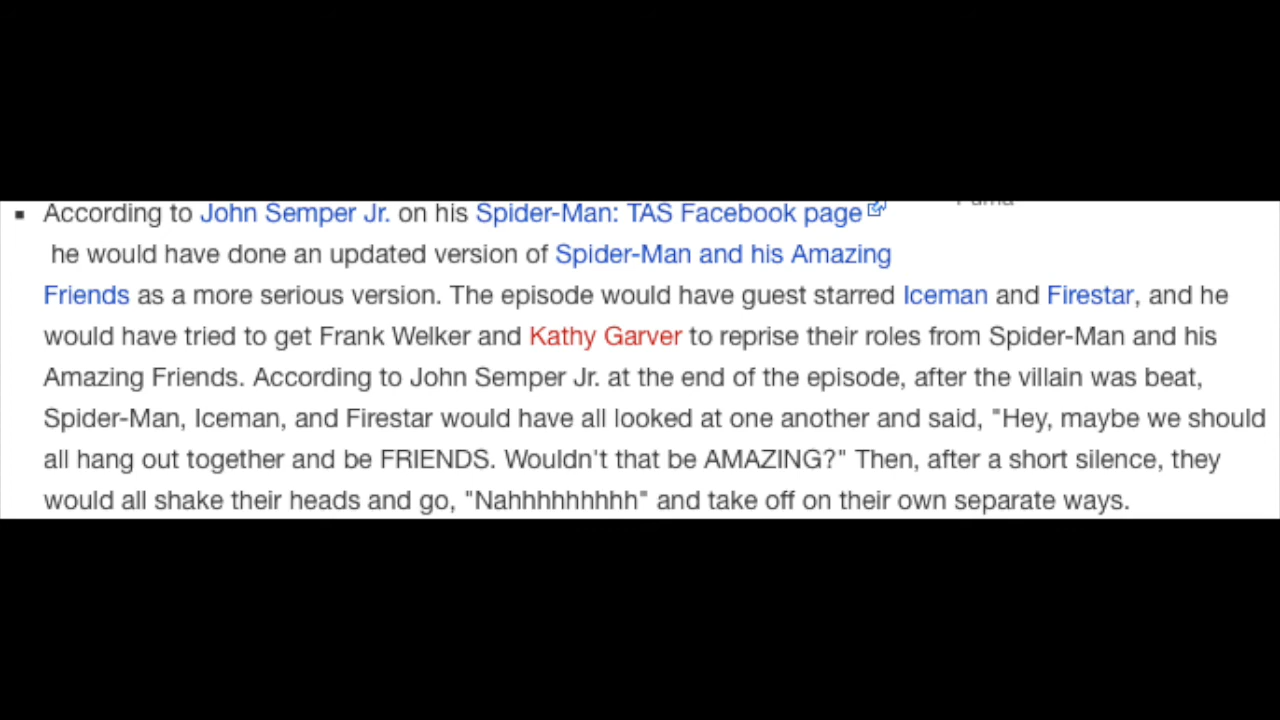 ▪ According to John Semper Jr. on his Spider-Man: TAS Facebook page
he would have done an updated version of Spider-Man and his Amazing
Friends as a more serious version. The episode would have guest starred Iceman and Firestar, and he
would have tried to get Frank Welker and Kathy Garver to reprise their roles from Spider-Man and his
Amazing Friends. According to John Semper Jr. at the end of the episode, after the villain was beat,
Spider-Man, Iceman, and Firestar would have all looked at one another and said, "Hey, maybe we should
all hang out together and be FRIENDS. Wouldn't that be AMAZING?" Then, after a short silence, they
would all shake their heads and go, "Nahhhhhhhhh" and take off on their own separate ways.